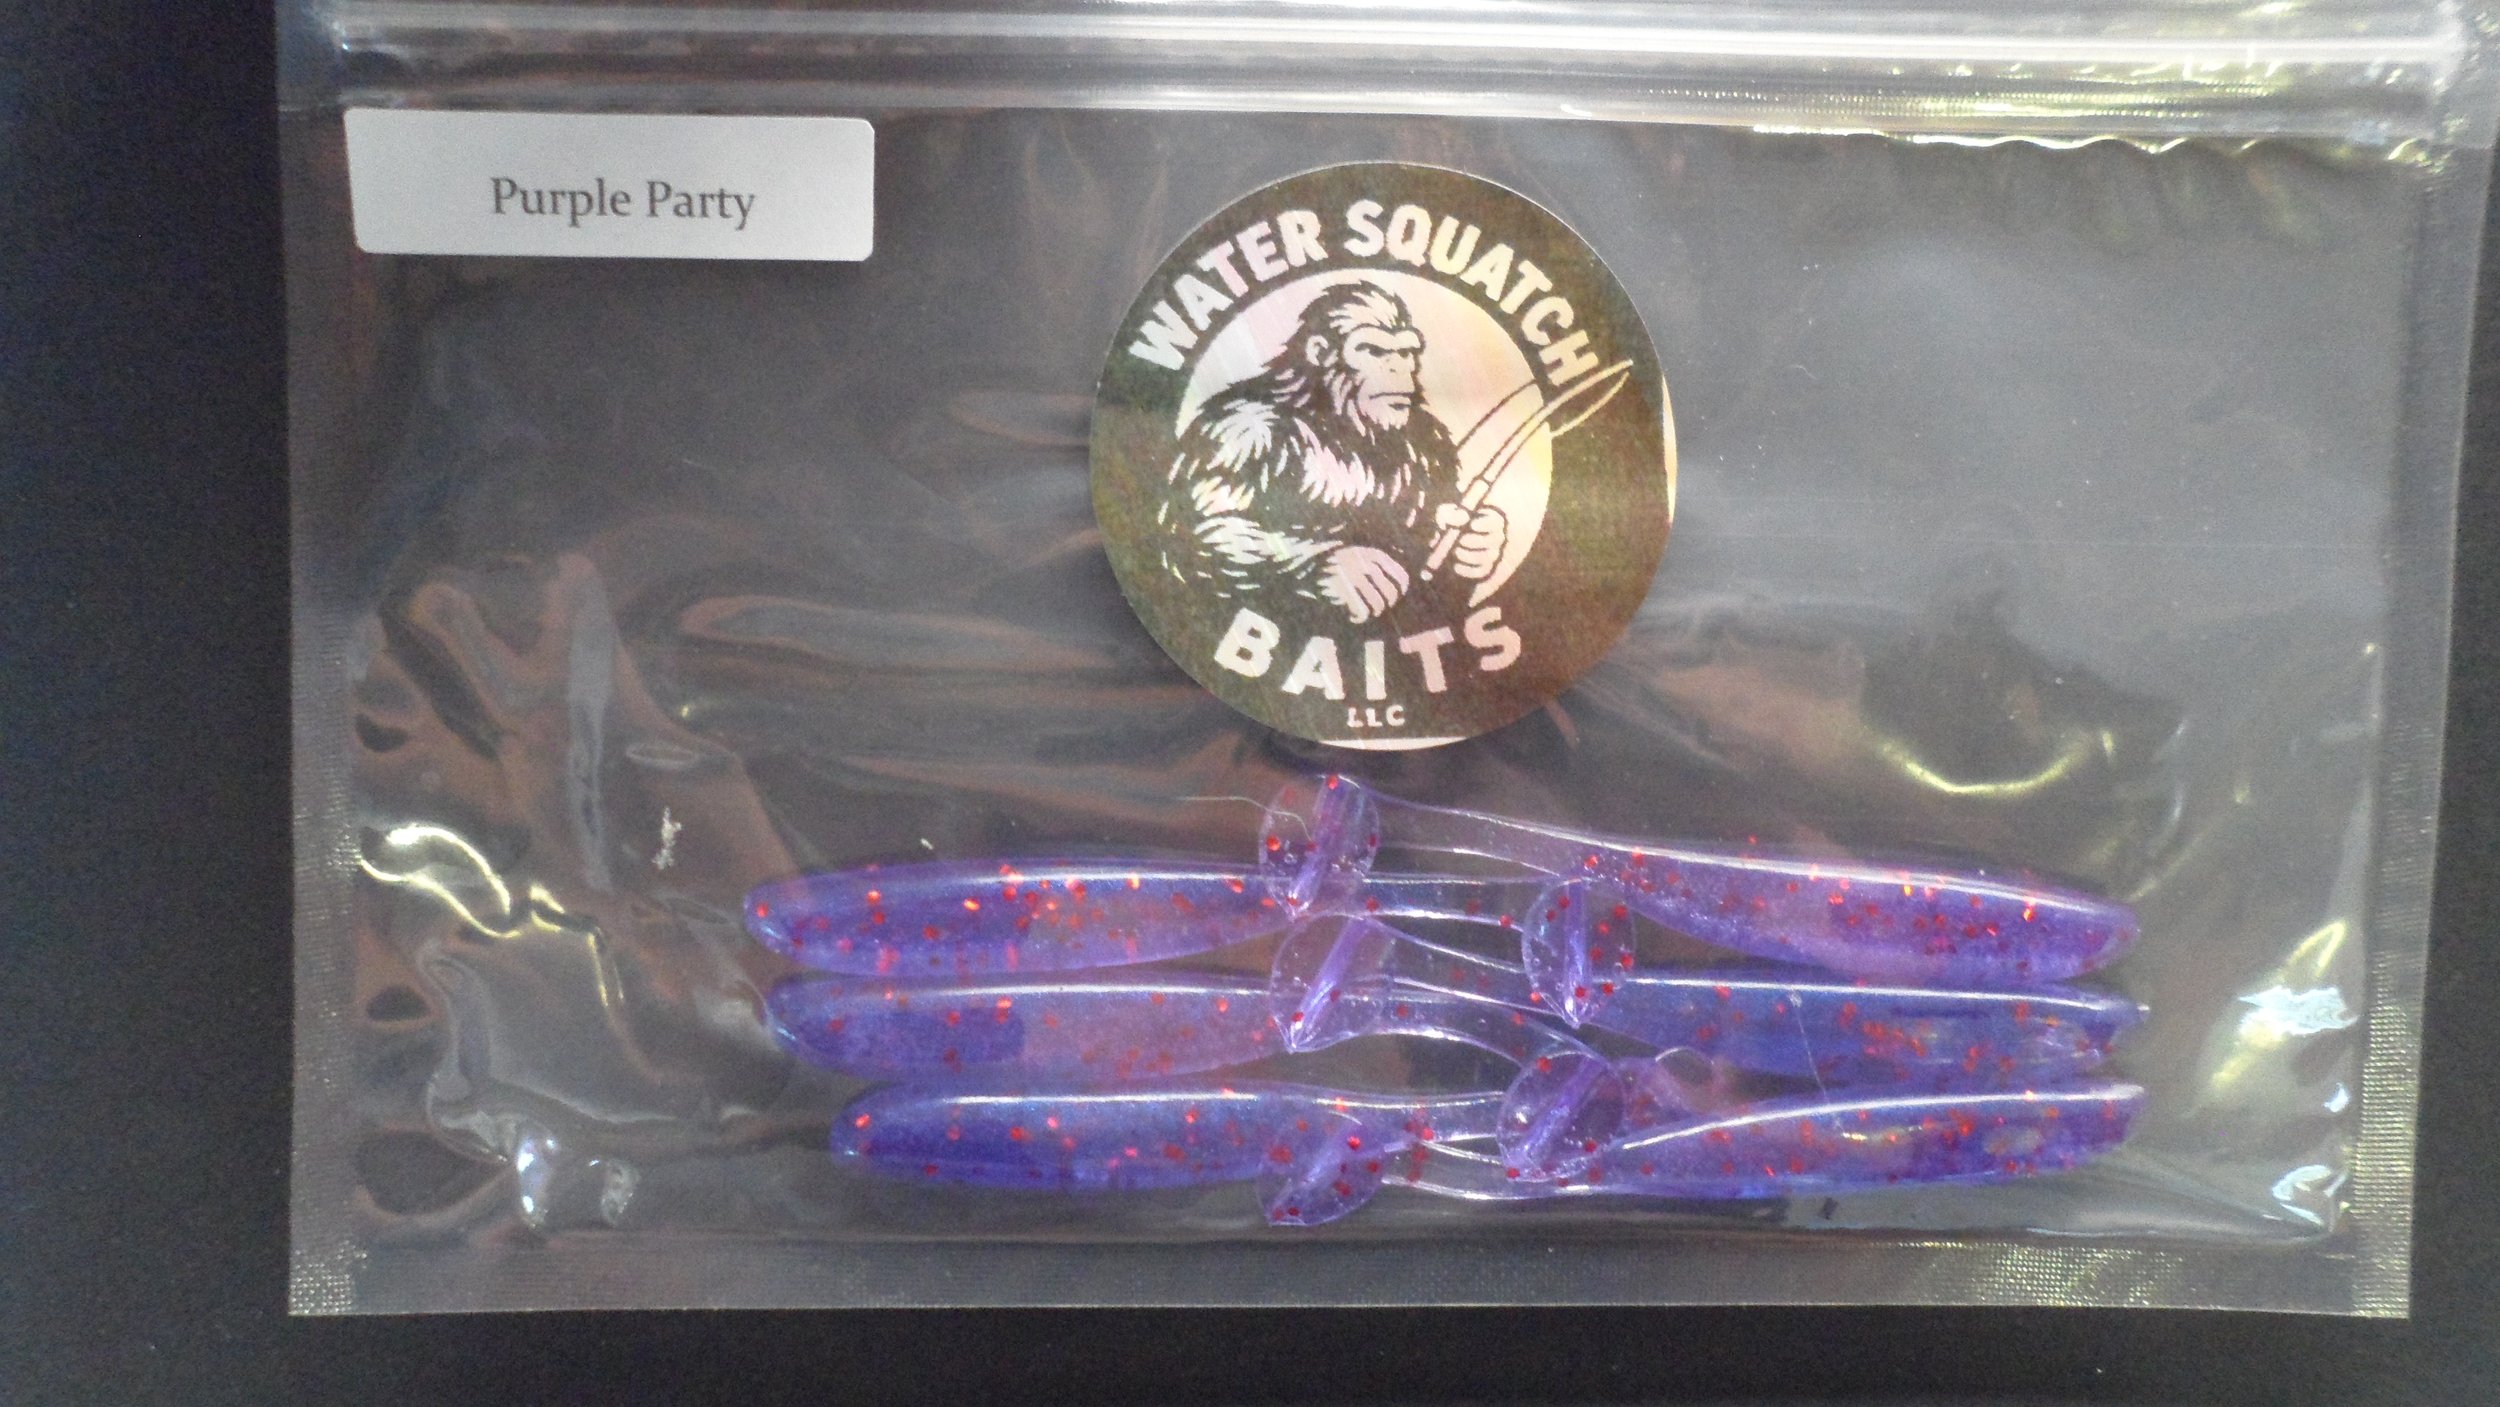 Purple Party
WATER SQUATCH
BAITS
LLC